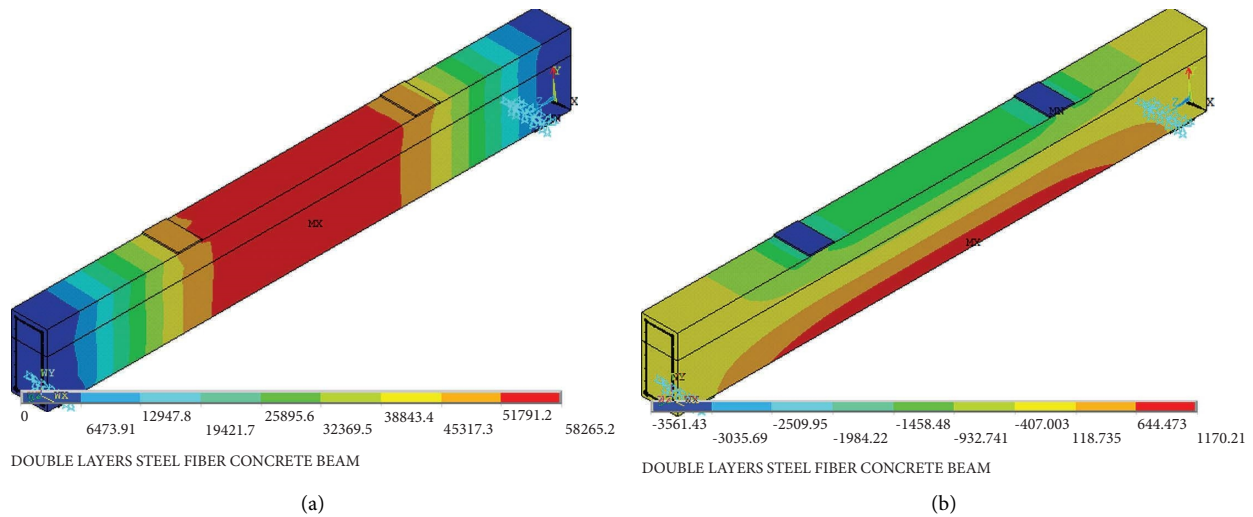 Y
X
Z
MX
WY
WX
0 12947.8 25895.6 38843.4 51791.2
6473.91 19421.7 32369.5 45317.3 58265.2
DOUBLE LAYERS STEEL FIBER CONCRETE BEAM
(a)
Y
X
Z
MN
MX
-3561.43 -2509.95 -1458.48 -407.003 644.473
-3035.69 -1984.22 -932.741 118.735 1170.21
DOUBLE LAYERS STEEL FIBER CONCRETE BEAM
(b)